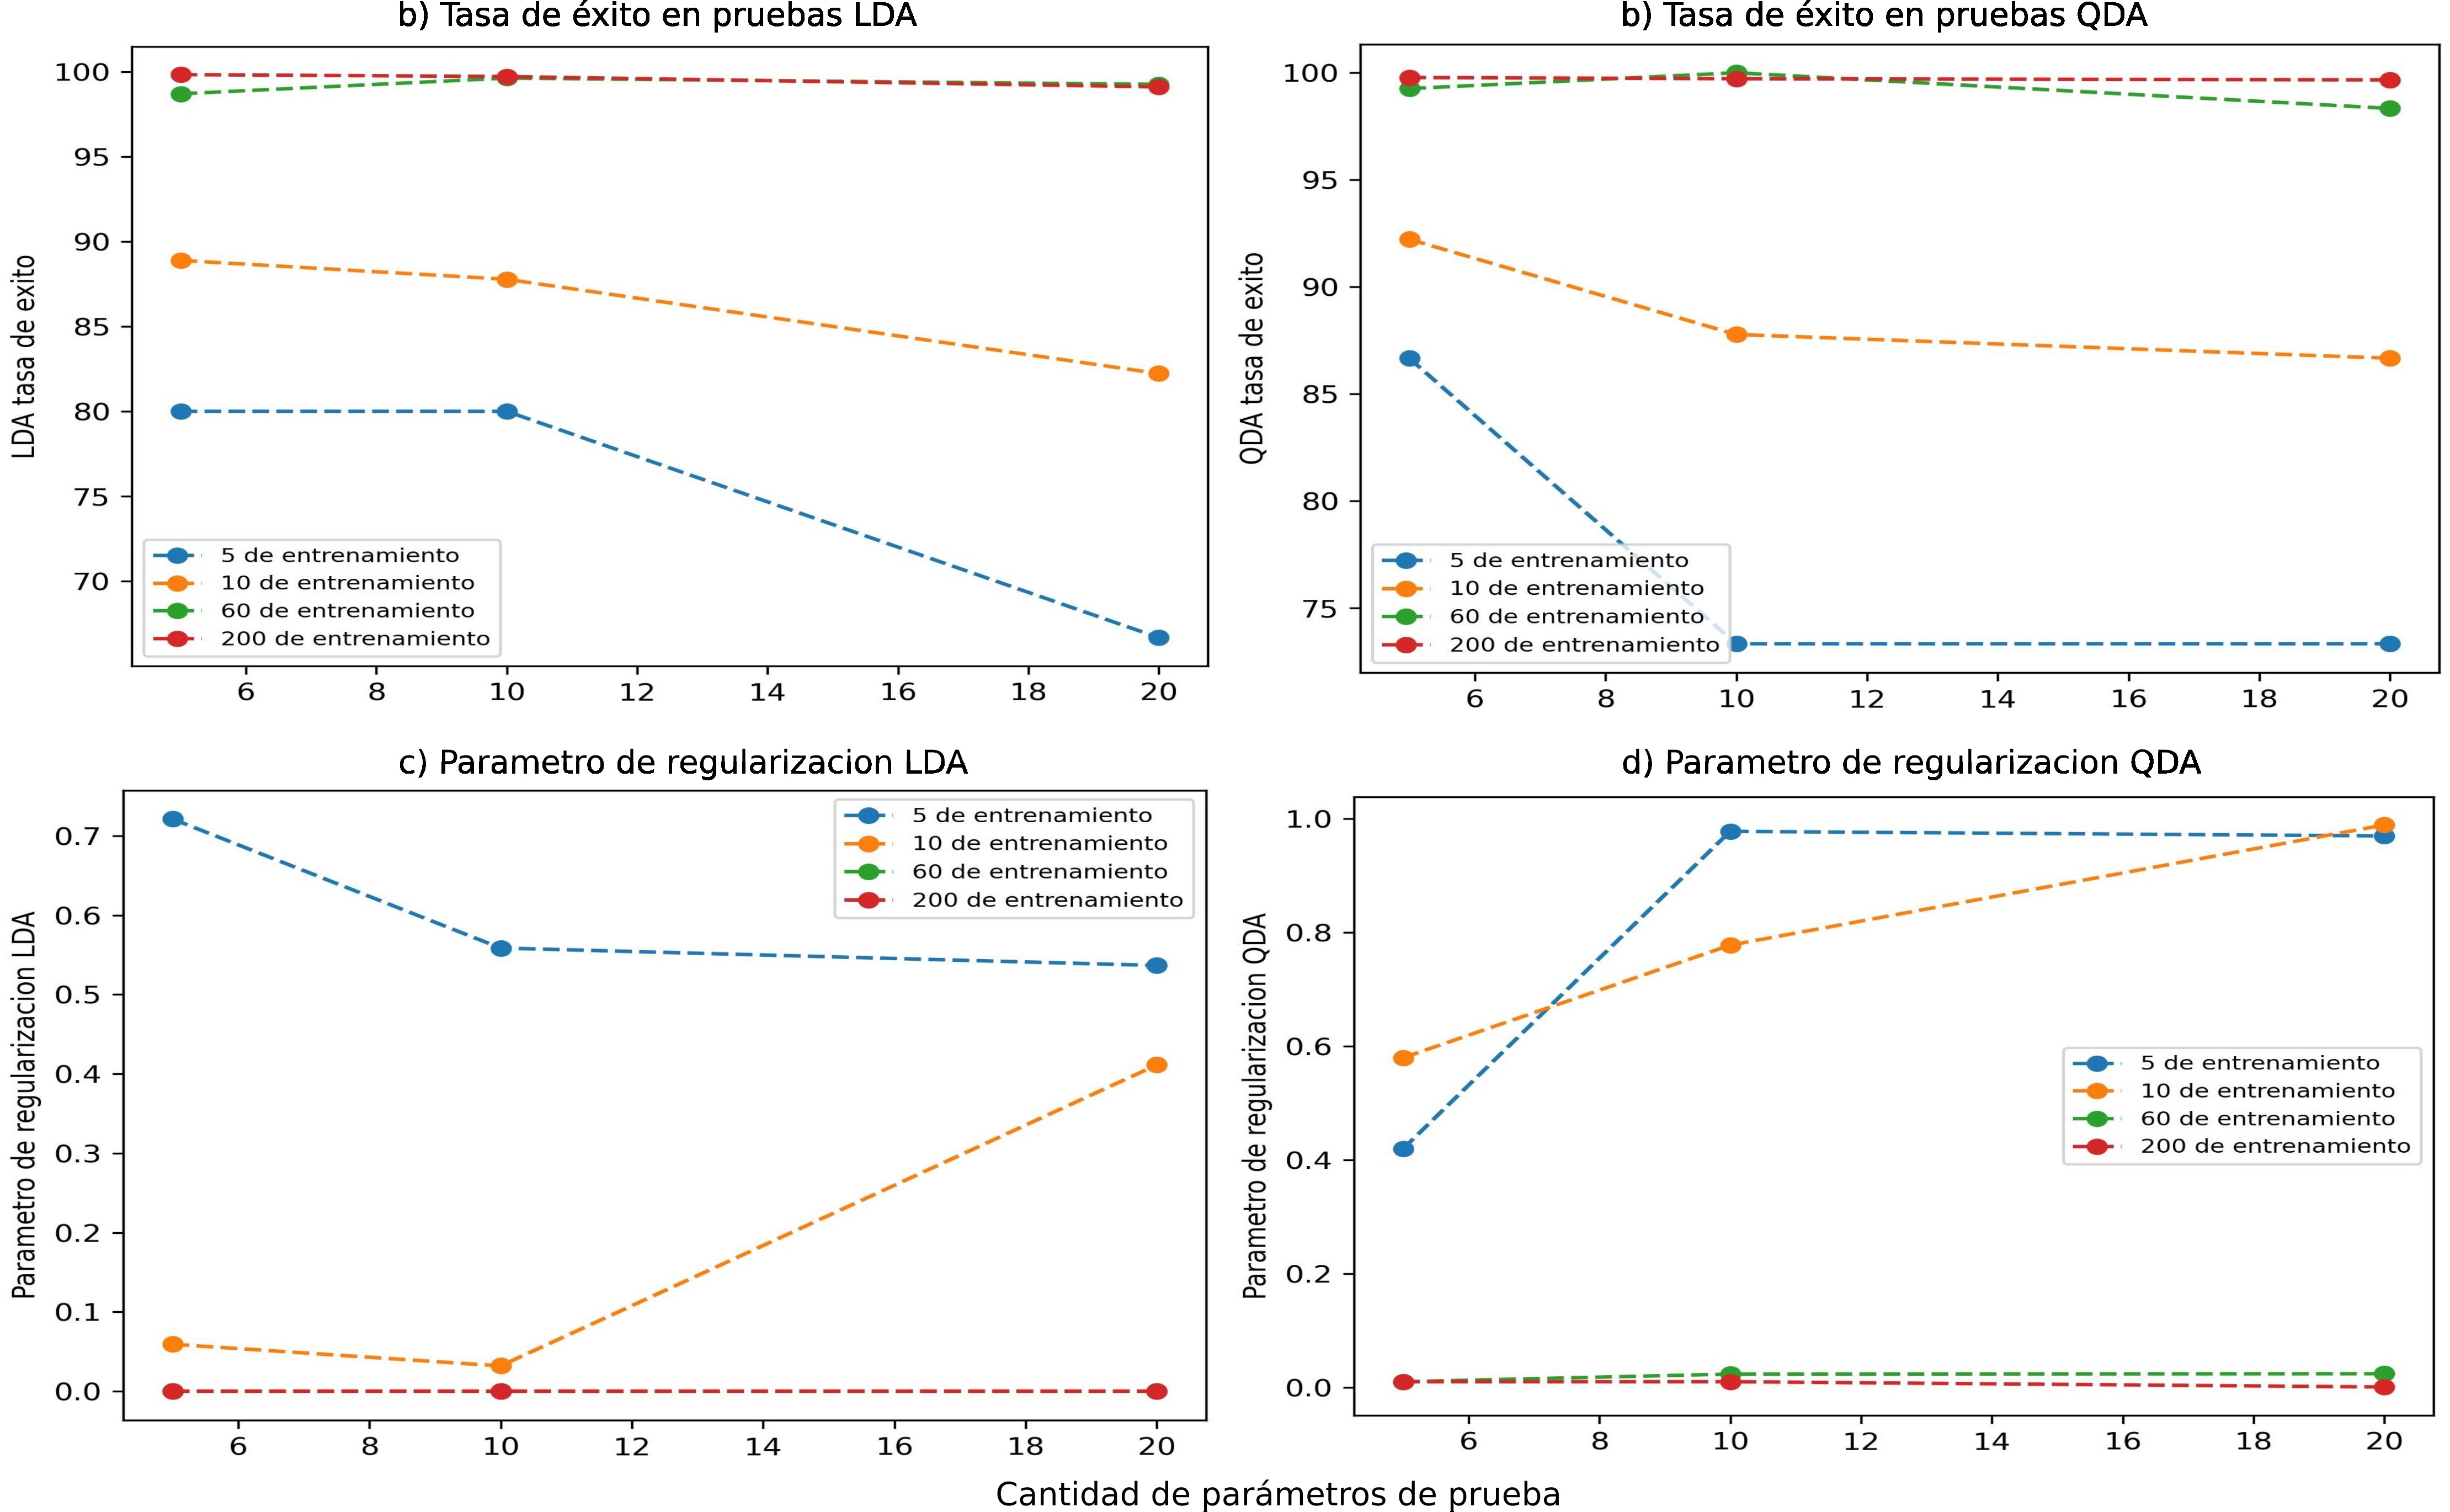 b) Tasa de éxito en pruebas LDA
LDA tasa de exito
100
95
90
85
80
75
70
5 de entrenamiento
10 de entrenamiento
60 de entrenamiento
200 de entrenamiento
6 8 10 12 14 16 18 20
b) Tasa de éxito en pruebas QDA
QDA tasa de exito
100
95
90
85
80
75
5 de entrenamiento
10 de entrenamiento
60 de entrenamiento
200 de entrenamiento
6 8 10 12 14 16 18 20
c) Parametro de regularizacion LDA
Parametro de regularizacion LDA
0.7
0.6
0.5
0.4
0.3
0.2
0.1
0.0
5 de entrenamiento
10 de entrenamiento
60 de entrenamiento
200 de entrenamiento
6 8 10 12 14 16 18 20
d) Parametro de regularizacion QDA
Parametro de regularizacion QDA
1.0
0.8
0.6
0.4
0.2
0.0
5 de entrenamiento
10 de entrenamiento
60 de entrenamiento
200 de entrenamiento
6 8 10 12 14 16 18 20
Cantidad de parámetros de prueba